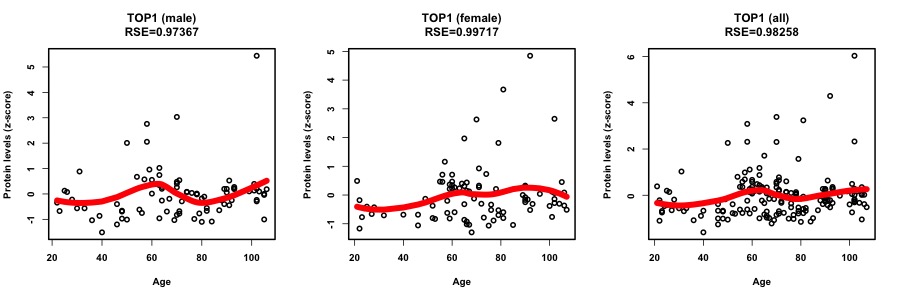 TOP1 (male)
RSE=0.97367
Protein levels (z-score)
5
4
3
2
1
0
-1
20 40 60 80 100
Age
TOP1 (female)
RSE=0.99717
Protein levels (z-score)
5
4
3
2
1
0
-1
20 40 60 80 100
Age
TOP1 (all)
RSE=0.98258
Protein levels (z-score)
6
4
2
0
20 40 60 80 100
Age